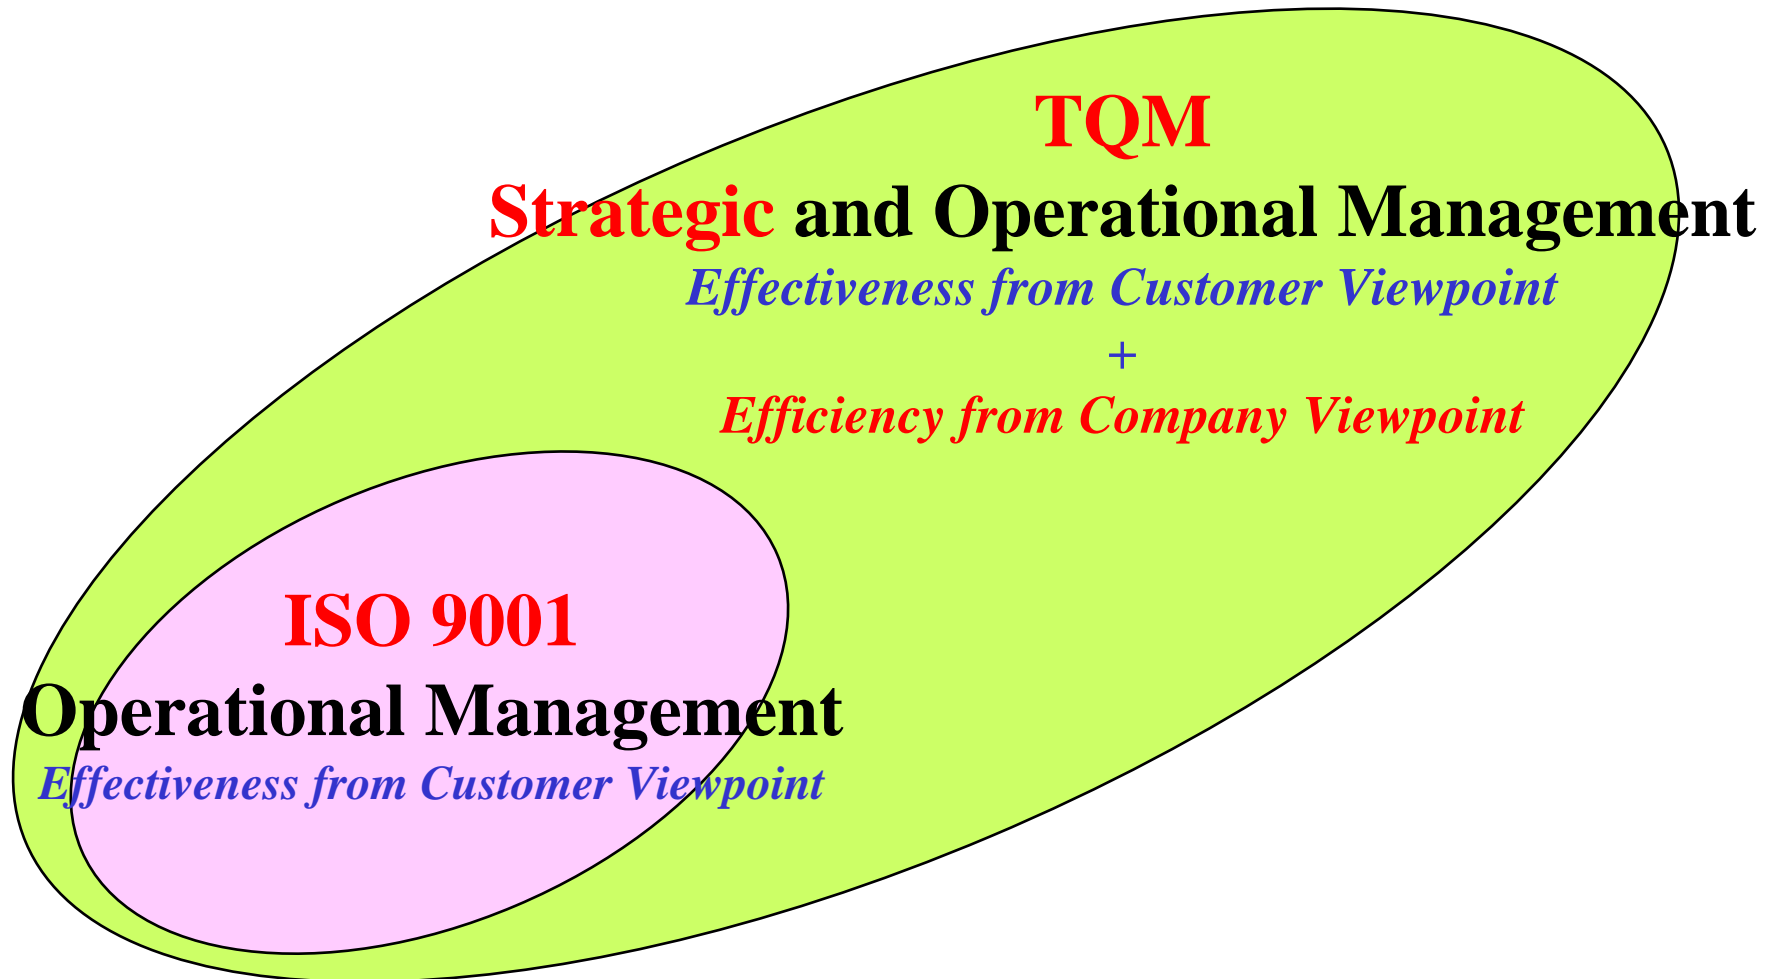 TQM
Strategic and Operational Management
Effectiveness from Customer Viewpoint
+
Efficiency from Company Viewpoint
ISO 9001
Operational Management
Effectiveness from Customer Viewpoint